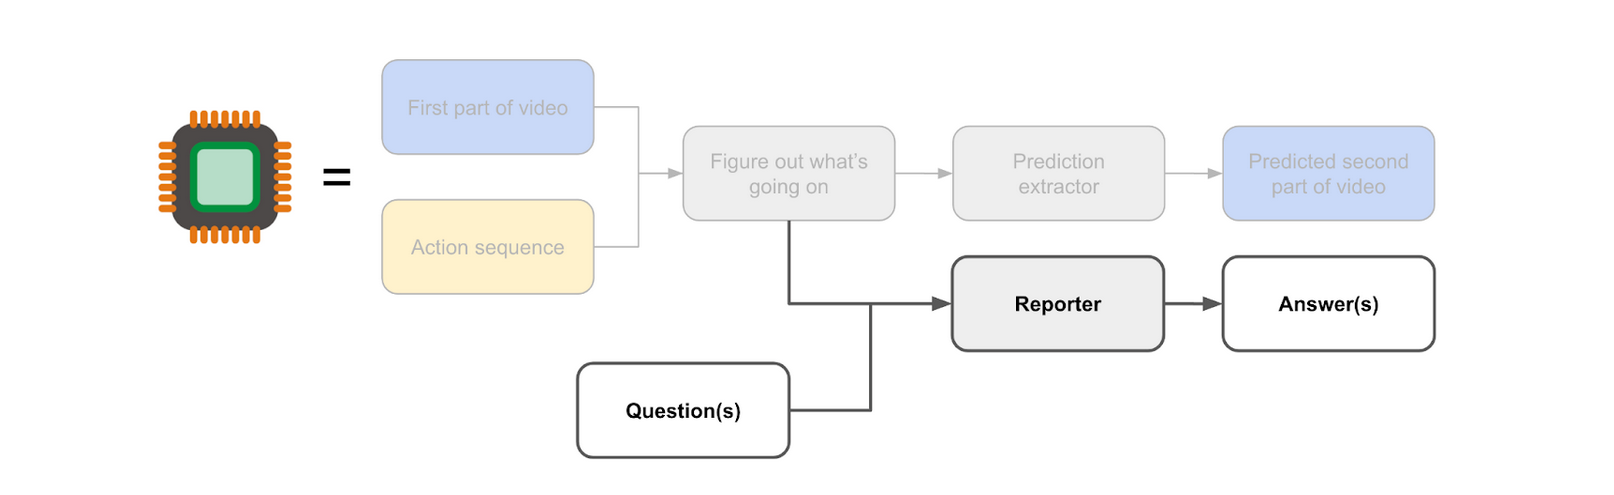 First part of video
=
Action sequence
Figure out what's
going on
Prediction
extractor
Predicted second
part of video
Reporter
Answer(s)
Question(s)